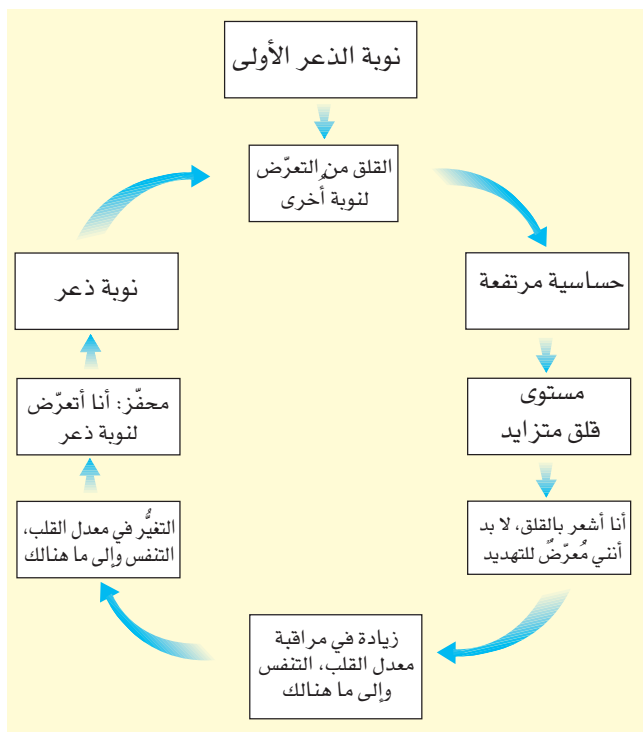 نوبة الذعر الأولى
القلق من التعرّض
لنوبة أُخرى
حساسية مرتفعة
مستوى
قلق متزايد
أنا أشعر بالقلق، لا بد
أنني مُعرّضٌ للتهديد
زيادة في مراقبة
معدل القلب، التنفس
وإلى ما هنالك
التغيُّر في معدل القلب،
التنفس وإلى ما هنالك
محفّز: أنا أتعرّض
لنوبة ذعر
نوبة ذعر